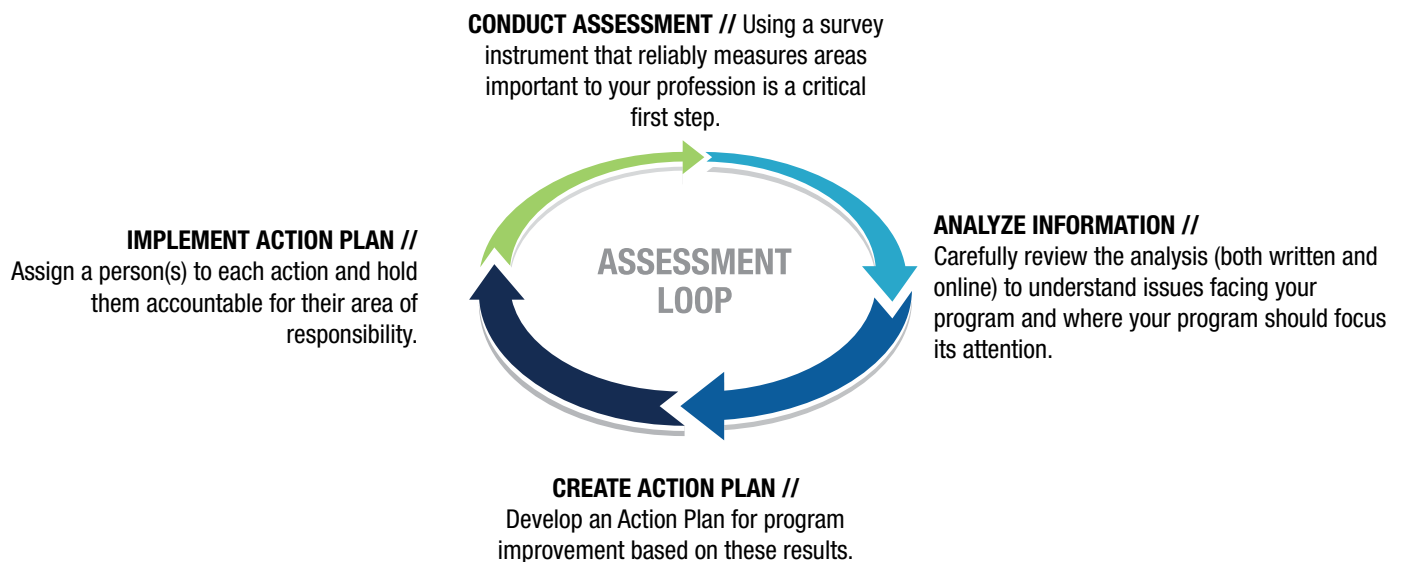 CONDUCT ASSESSMENT // Using a survey
instrument that reliably measures areas
important to your profession is a critical
first step.
ANALYZE INFORMATION //
Carefully review the analysis (both written and
online) to understand issues facing your
program and where your program should focus
its attention.
ASSESSMENT
LOOP
IMPLEMENT ACTION PLAN //
Assign a person(s) to each action and hold
them accountable for their area of
responsibility.
CREATE ACTION PLAN //
Develop an Action Plan for program
improvement based on these results.